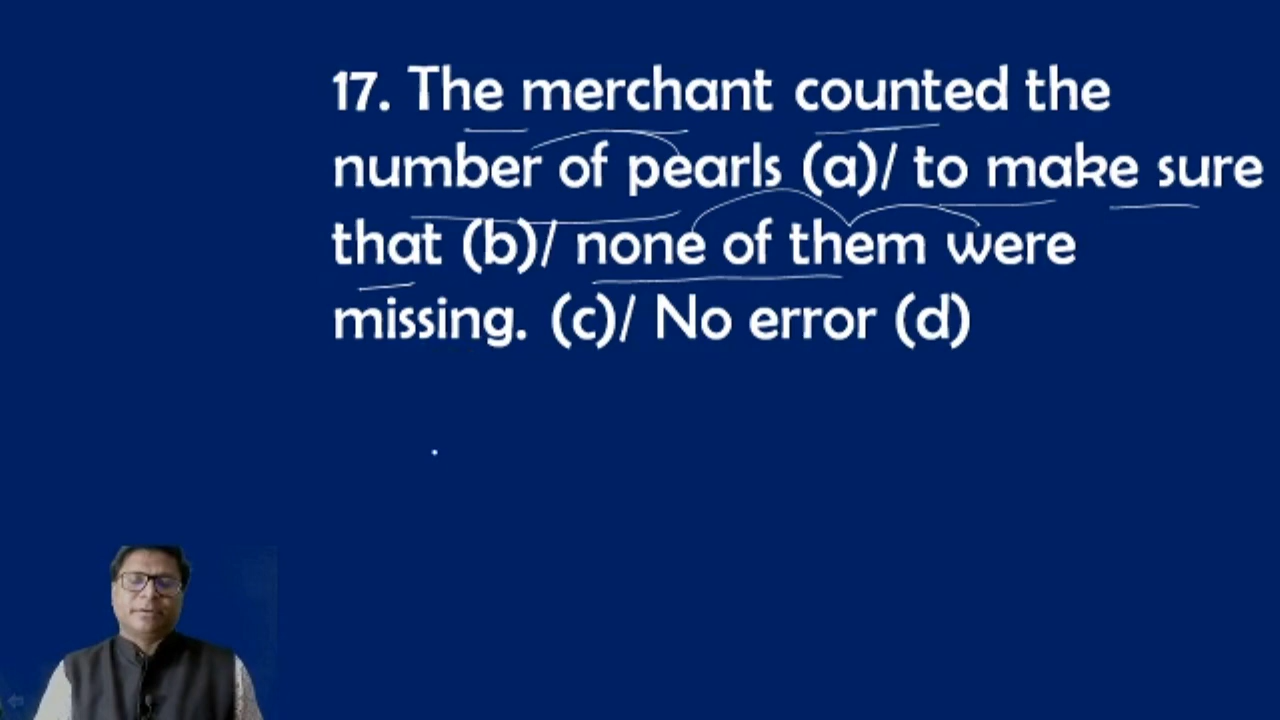 17. The merchant counted the
number of pearls (a)/ to make sure
that (b)/ none of them were
missing. (c)/ No error (d)